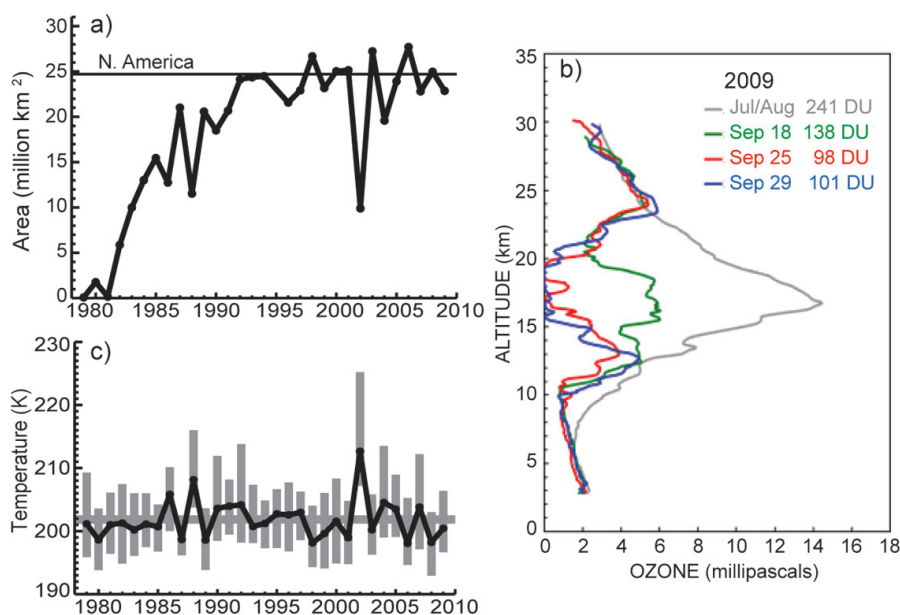 a)
N. America
Area (million km²)
30
25
20
15
10
5
0
1980 1985 1990 1995 2000 2005 2010
b)
2009
Jul/Aug 241 DU
Sep 18 138 DU
Sep 25 98 DU
Sep 29 101 DU
ALTITUDE (km)
35
30
25
20
15
10
5
0
0 2 4 6 8 10 12 14 16 18
OZONE (millipascals)
c)
Temperature (K)
230
220
210
200
190
1980 1985 1990 1995 2000 2005 2010